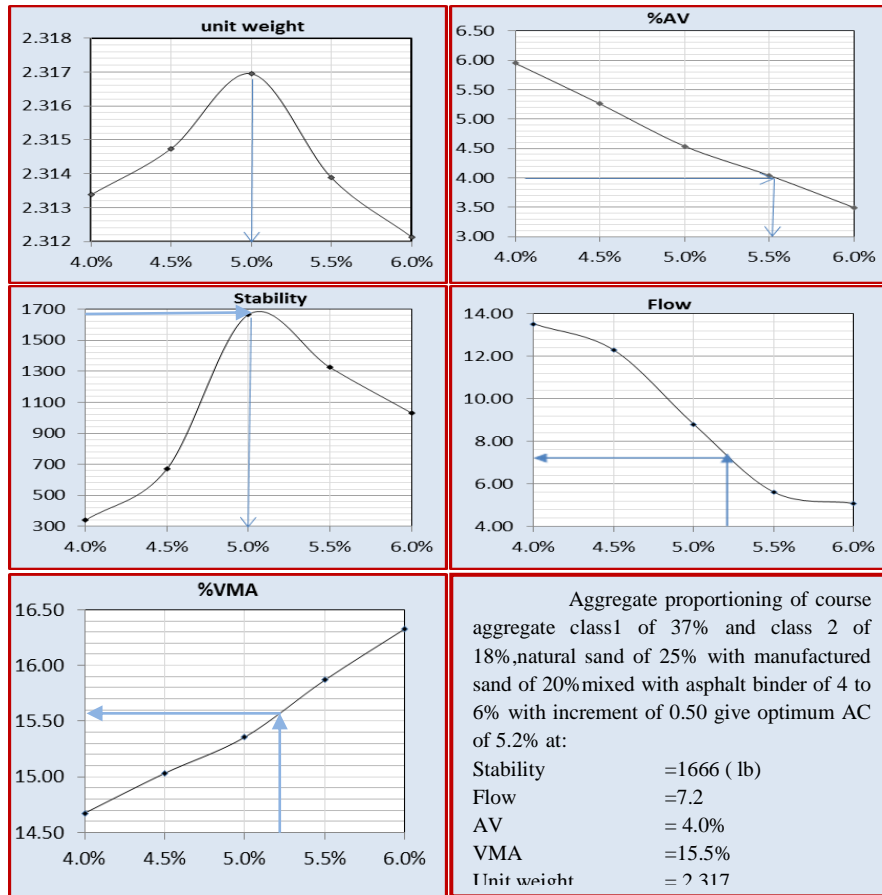 unit weight
2.318
2.317
2.316
2.315
2.314
2.313
2.312
4.0% 4.5% 5.0% 5.5% 6.0%
%AV
6.50
6.00
5.50
5.00
4.50
4.00
3.50
3.00
4.0% 4.5% 5.0% 5.5% 6.0%
Stability
1700
1500
1300
1100
900
700
500
300
4.0% 4.5% 5.0% 5.5% 6.0%
Flow
14.00
12.00
10.00
8.00
6.00
4.00
4.0% 4.5% 5.0% 5.5% 6.0%
%VMA
16.50
16.00
15.50
15.00
14.50
4.0% 4.5% 5.0% 5.5% 6.0%
Aggregate proportioning of course
aggregate class1 of 37% and class 2 of
18%,natural sand of 25% with manufactured
sand of 20%mixed with asphalt binder of 4 to
6% with increment of 0.50 give optimum AC
of 5.2% at:
Stability =1666 ( lb)
Flow =7.2
AV = 4.0%
VMA =15.5%
Unit weight = 2.317